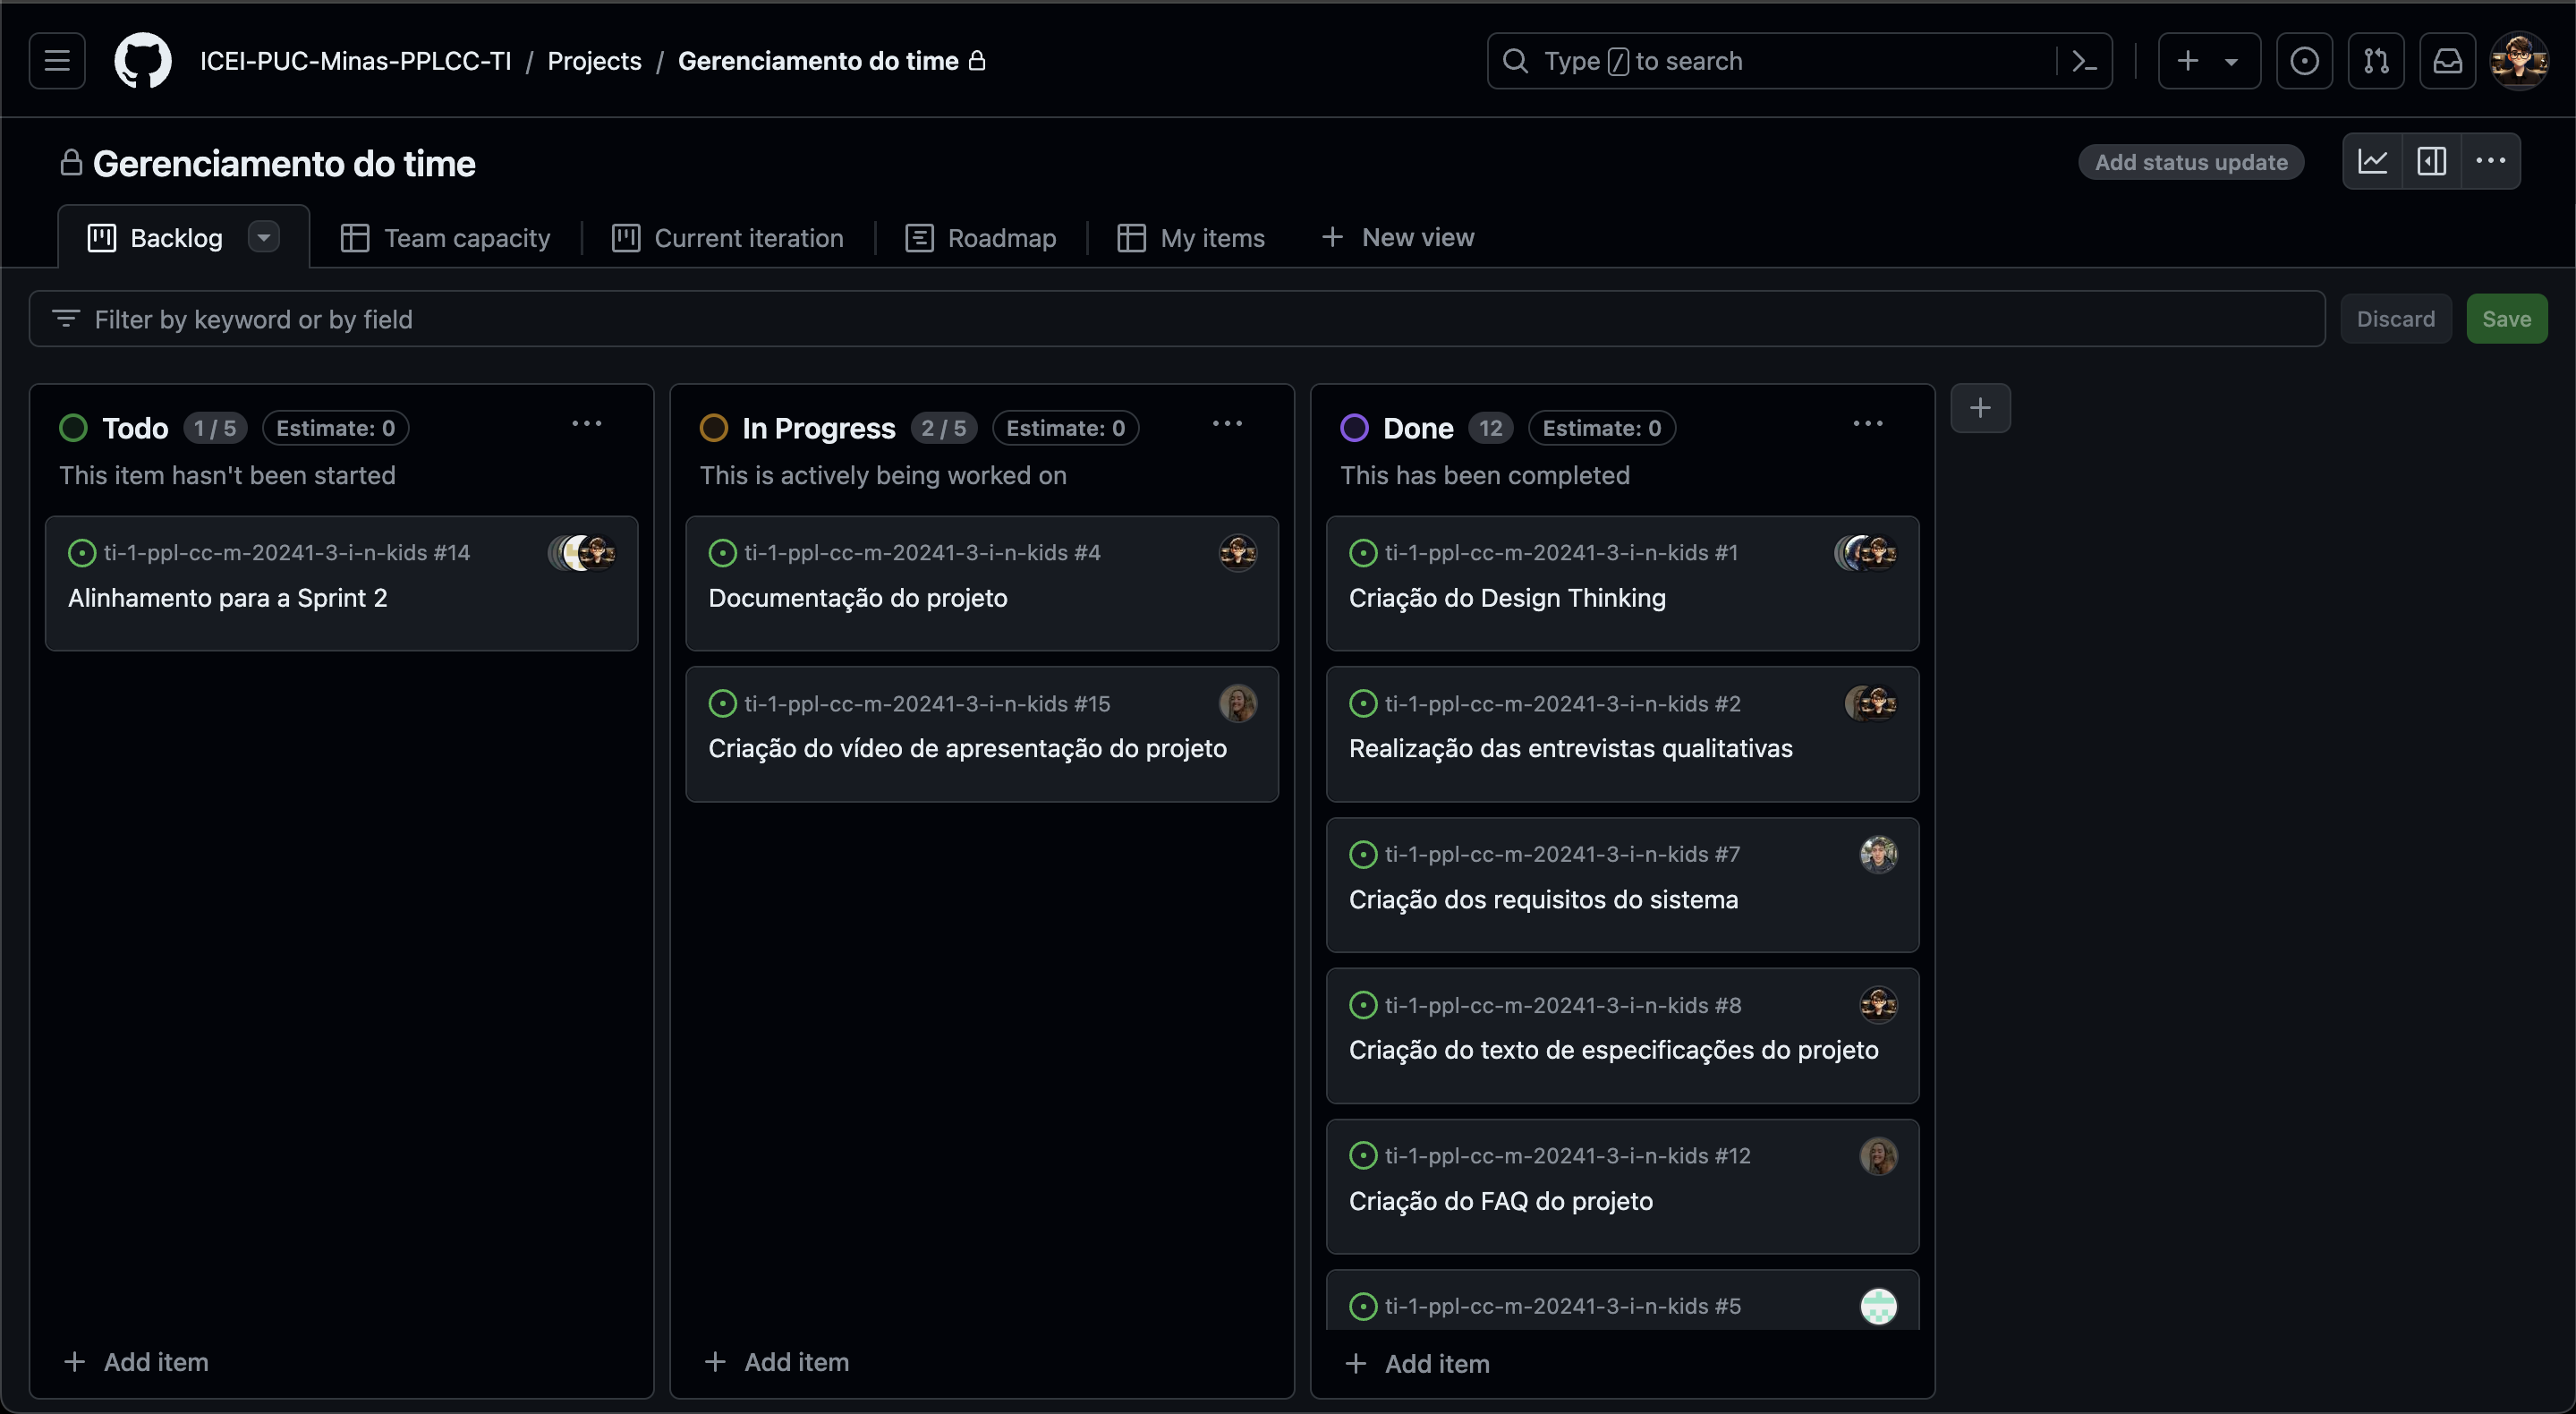 ICEI-PUC-Minas-PPLCC-TI / Projects / Gerenciamento do time
Type / to search
Gerenciamento do time
Add status update
Backlog
Team capacity
Current iteration
Roadmap
My items
New view
Filter by keyword or by field
Discard
Save
Todo 1 / 5 Estimate: 0
This item hasn't been started
ti-1-ppl-cc-m-20241-3-i-n-kids #14
Alinhamento para a Sprint 2
Add item
In Progress 2 / 5 Estimate: 0
This is actively being worked on
ti-1-ppl-cc-m-20241-3-i-n-kids #4
Documentação do projeto
ti-1-ppl-cc-m-20241-3-i-n-kids #15
Criação do vídeo de apresentação do projeto
Add item
Done 12 Estimate: 0
This has been completed
ti-1-ppl-cc-m-20241-3-i-n-kids #1
Criação do Design Thinking
ti-1-ppl-cc-m-20241-3-i-n-kids #2
Realização das entrevistas qualitativas
ti-1-ppl-cc-m-20241-3-i-n-kids #7
Criação dos requisitos do sistema
ti-1-ppl-cc-m-20241-3-i-n-kids #8
Criação do texto de especificações do projeto
ti-1-ppl-cc-m-20241-3-i-n-kids #12
Criação do FAQ do projeto
ti-1-ppl-cc-m-20241-3-i-n-kids #5
Add item